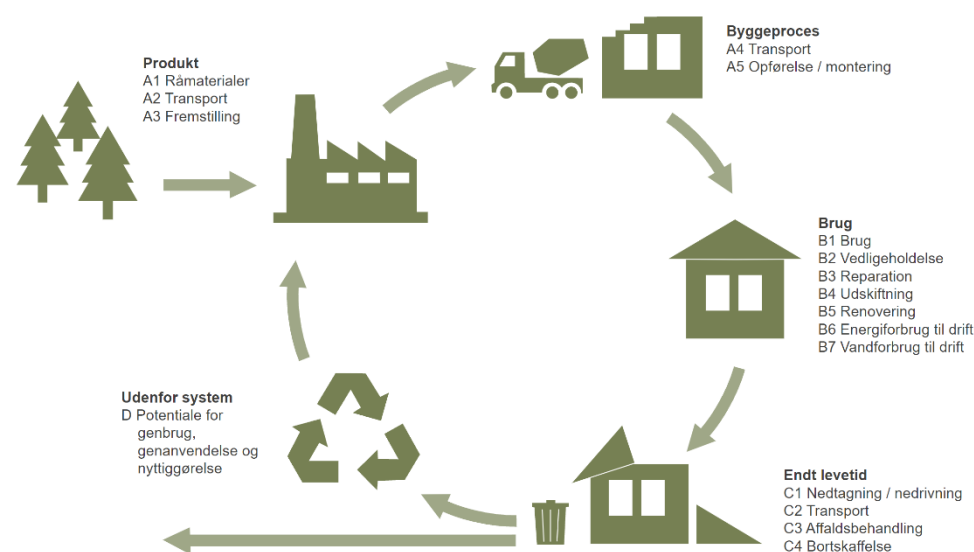 Produkt
A1 Råmaterialer
A2 Transport
A3 Fremstilling
Byggeproces
A4 Transport
A5 Opførelse / montering
Brug
B1 Brug
B2 Vedligeholdelse
B3 Reparation
B4 Udskiftning
B5 Renovering
B6 Energiforbrug til drift
B7 Vandforbrug til drift
Endt levetid
C1 Nedtagning / nedrivning
C2 Transport
C3 Affaldsbehandling
C4 Bortskaffelse
Udenfor system
D Potentiale for
genbrug,
genanvendelse og
nyttiggørelse